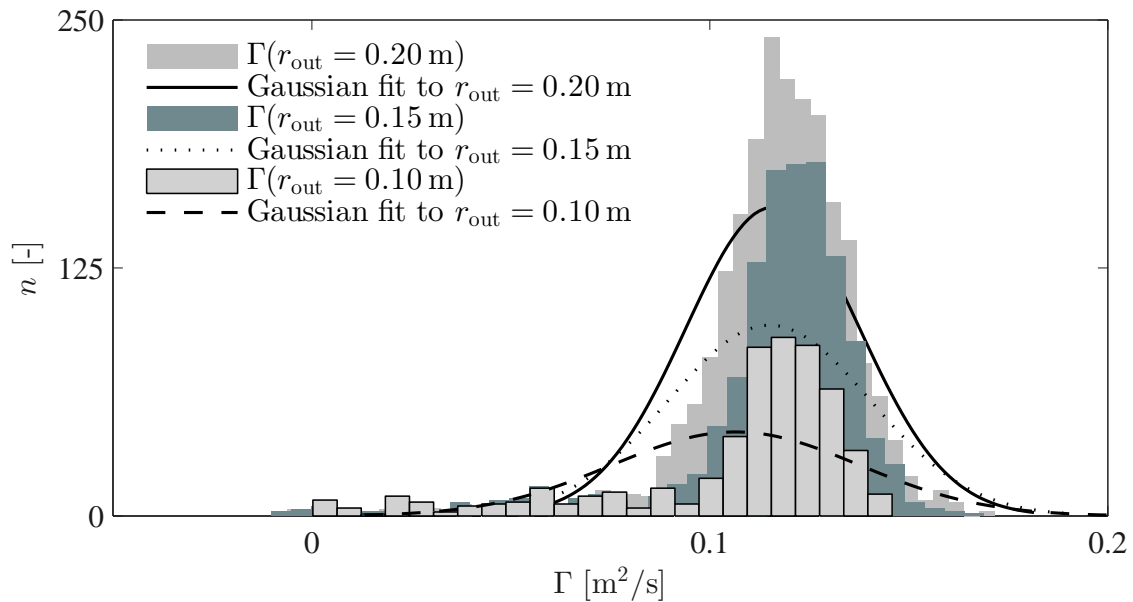 250
Γ(r_out = 0.20 m)
Gaussian fit to r_out = 0.20 m
Γ(r_out = 0.15 m)
Gaussian fit to r_out = 0.15 m
Γ(r_out = 0.10 m)
Gaussian fit to r_out = 0.10 m
n [-]
125
0
0 0.1 0.2
Γ [m²/s]